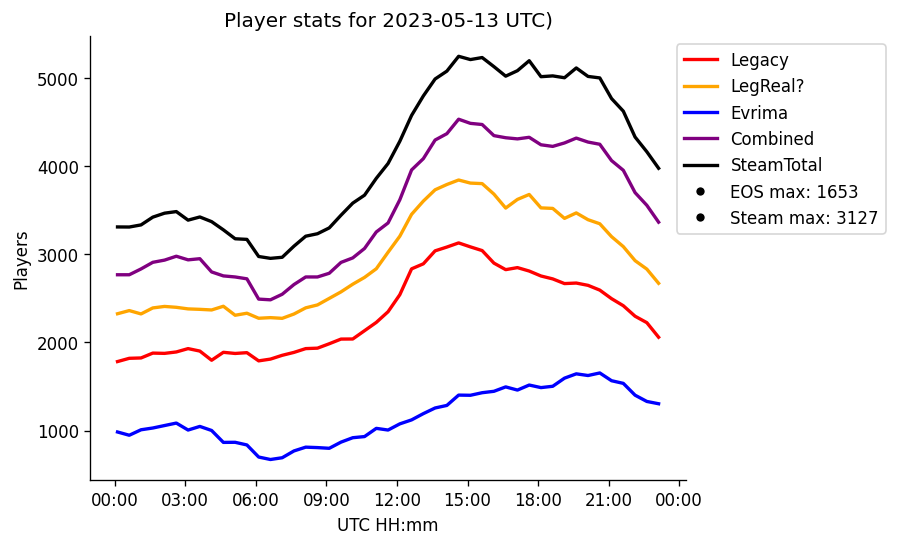 Player stats for 2023-05-13 UTC)
Players
5000
4000
3000
2000
1000
00:00 03:00 06:00 09:00 12:00 15:00 18:00 21:00 00:00
UTC HH:mm
Legacy
LegReal?
Evrima
Combined
SteamTotal
EOS max: 1653
Steam max: 3127